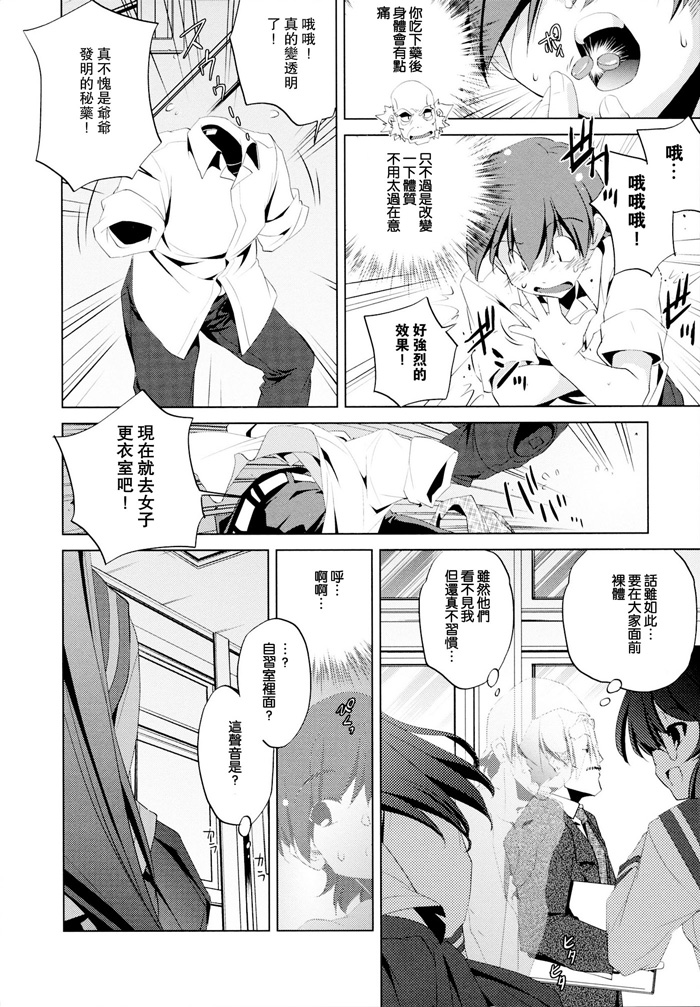 你吃下藥後
身體會有點
痛
只不過是改變
一下體質
不用太過在意
哦！
哦哦哦！
好強烈的
效果！
哦哦！
真的變透明
了！
真不愧是爺爺
發明的秘藥！
現在就去女子
更衣室吧！
話雖如此…
要在大家面前
裸體
雖然他們
看不見我
但還真不習慣…
呼…
啊啊…
…？
自習室裡面？
這聲音是？
ヒタ
ヒタ